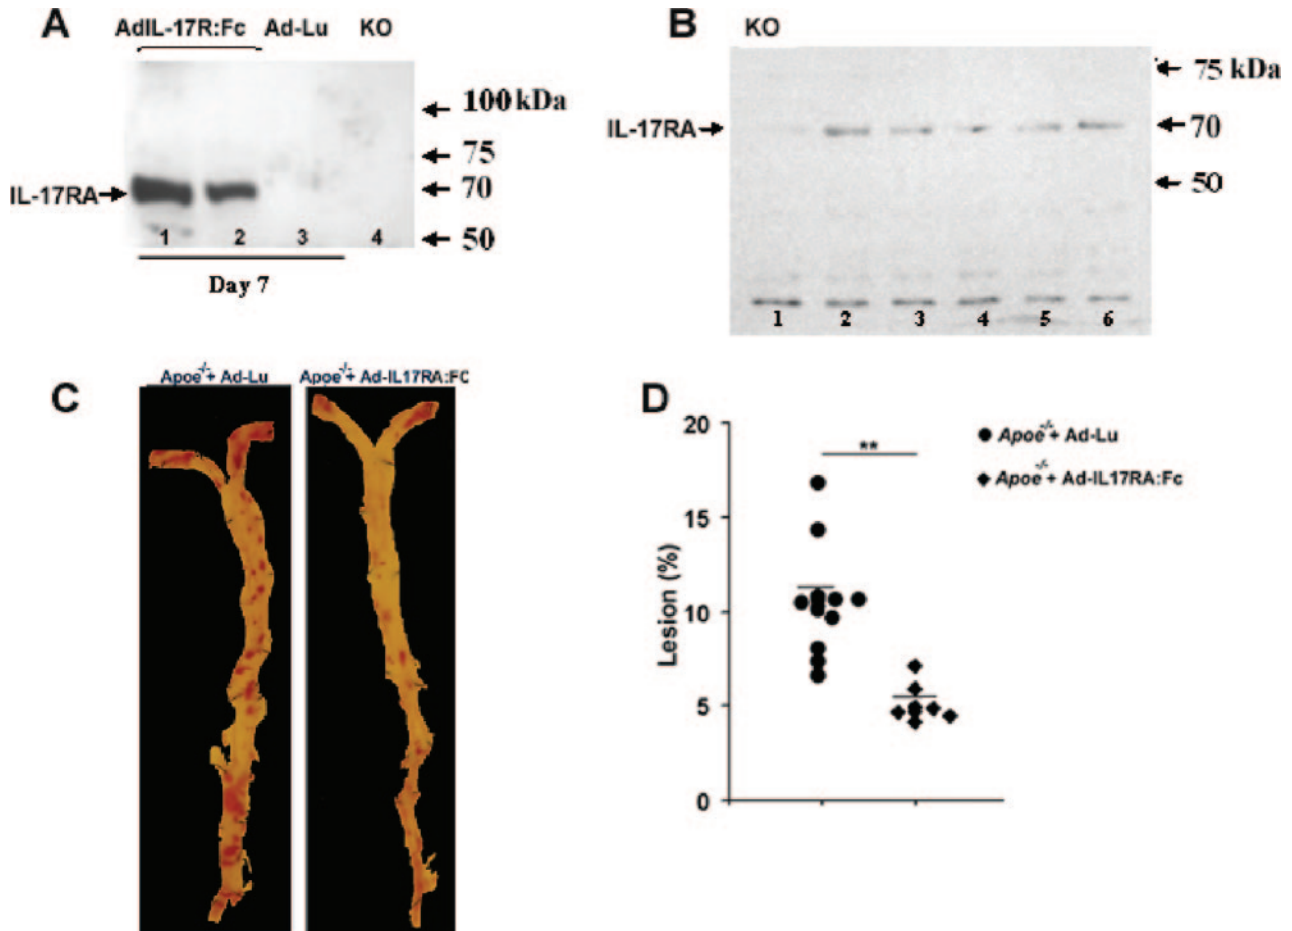 A
AdIL-17R:Fc Ad-Lu KO
100 kDa
75
IL-17RA
70
50
1 2 3 4
Day 7
B
KO
75 kDa
IL-17RA
70
50
1 2 3 4 5 6
C
Apoe-/-+ Ad-Lu
Apoe-/-+ Ad-IL17RA:FC
D
20
15
10
5
0
Lesion (%)
**
Apoe-/-+ Ad-Lu
Apoe-/-+ Ad-IL17RA:Fc